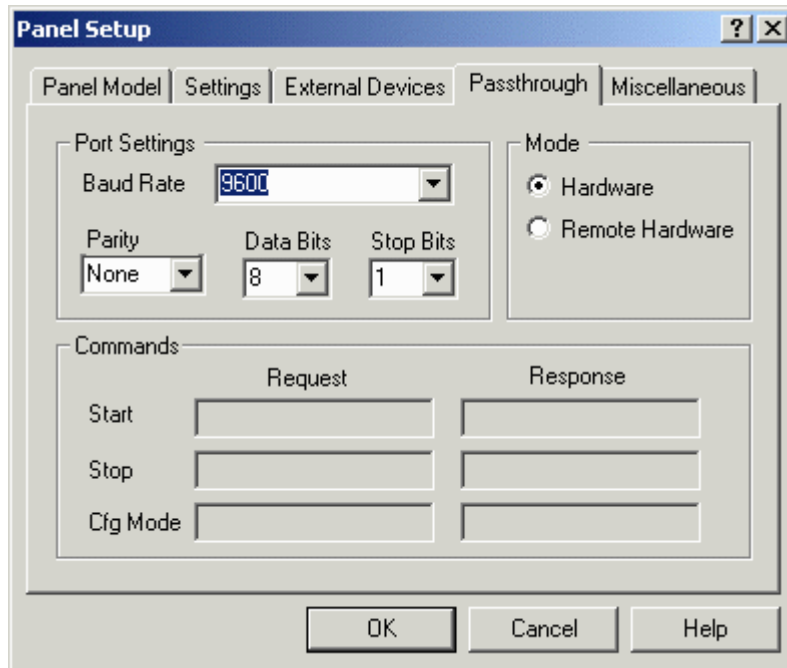 Panel Setup
Panel Model Settings External Devices Passthrough Miscellaneous
Port Settings
Baud Rate 9600
Parity Data Bits Stop Bits
None 8 1
Mode
Hardware
Remote Hardware
Commands
Request Response
Start
Stop
Cfg Mode
OK Cancel Help